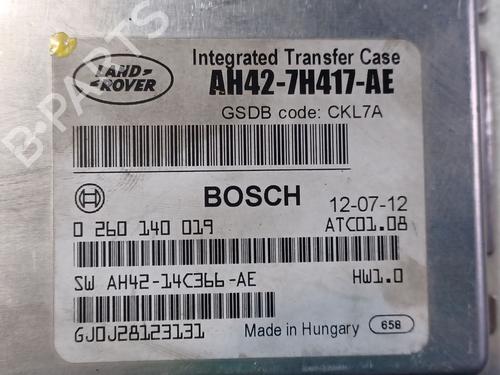 LAND-
-ROVER
Integrated Transfer Case
AH42-7H417-AE
GSDB code: CKL7A
BOSCH
12-07-12
0 260 140 019
ATC01.08
SW AH42-14C366-AE
HW1.0
GJ0J28123131
Made in Hungary
658
B-PARTS